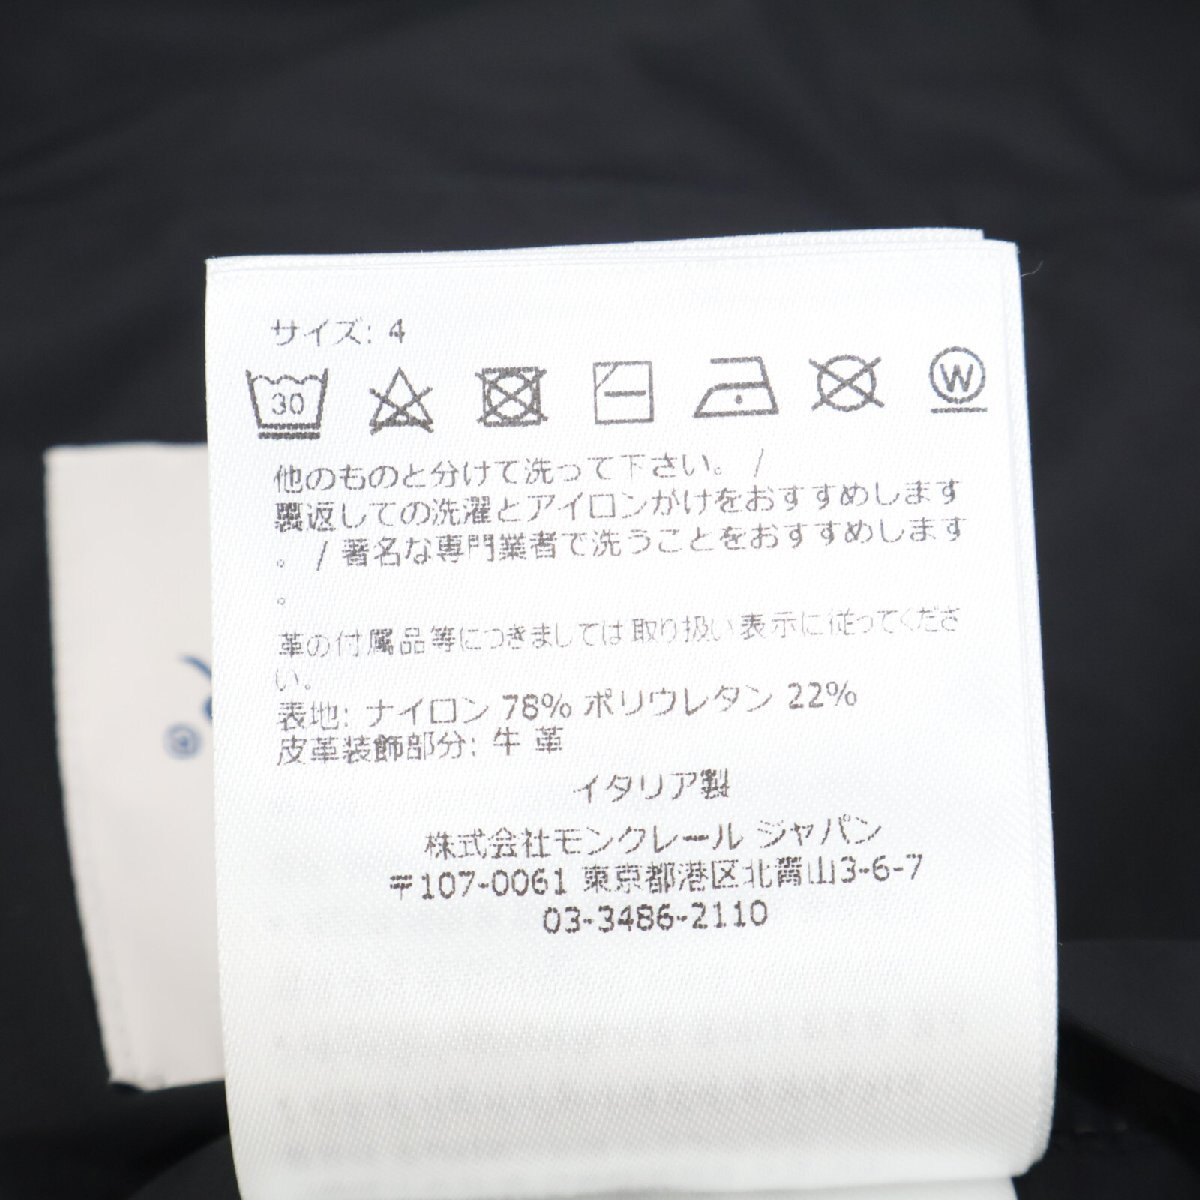 サイズ: 4
30
W
他のものと分けて洗って下さい。 /
裏返しての洗濯とアイロンがけをおすすめします
。 / 著名な専門業者で洗うことをおすすめします
。
革の付属品等につきましては取り扱い表示に従ってくださ
い。
表地: ナイロン 78% ポリウレタン 22%
皮革装飾部分: 牛 革
イタリア製
株式会社モンクレール ジャパン
〒107-0061 東京都港区北青山3-6-7
03-3486-2110